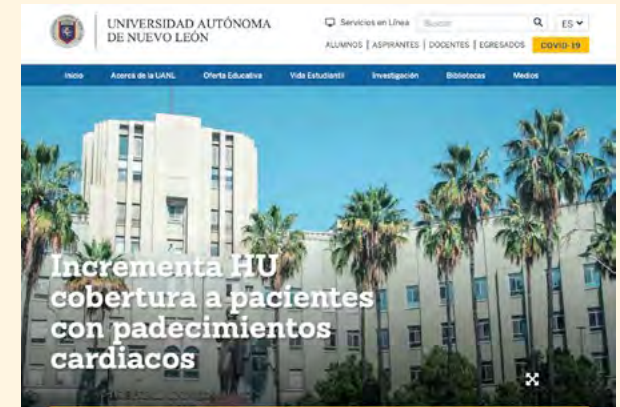 UNIVERSIDAD AUTÓNOMA
DE NUEVO LEÓN
Servicios en Línea
Buscar
ES
ALUMNOS | ASPIRANTES | DOCENTES | EGRESADOS
COVID-19
Inicio
Acerca de la UANL
Oferta Educativa
Vida Estudiantil
Investigación
Bibliotecas
Medios
Incrementa HU
cobertura a pacientes
con padecimientos
cardiacos